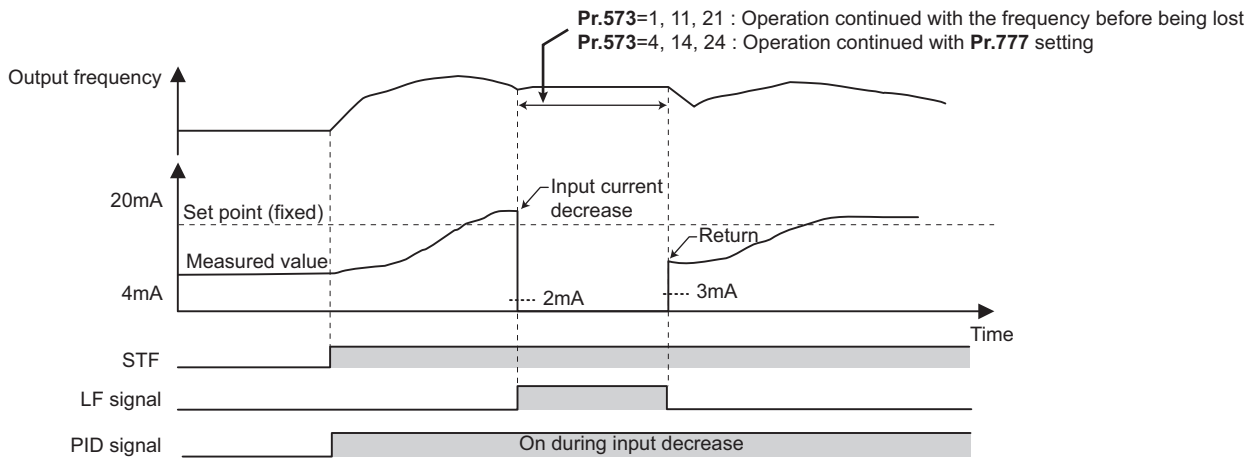 Pr.573=1, 11, 21 : Operation continued with the frequency before being lost
Pr.573=4, 14, 24 : Operation continued with Pr.777 setting
Output frequency
20mA
Set point (fixed)
Input current
decrease
Return
Measured value
4mA
2mA
3mA
Time
STF
LF signal
PID signal
On during input decrease